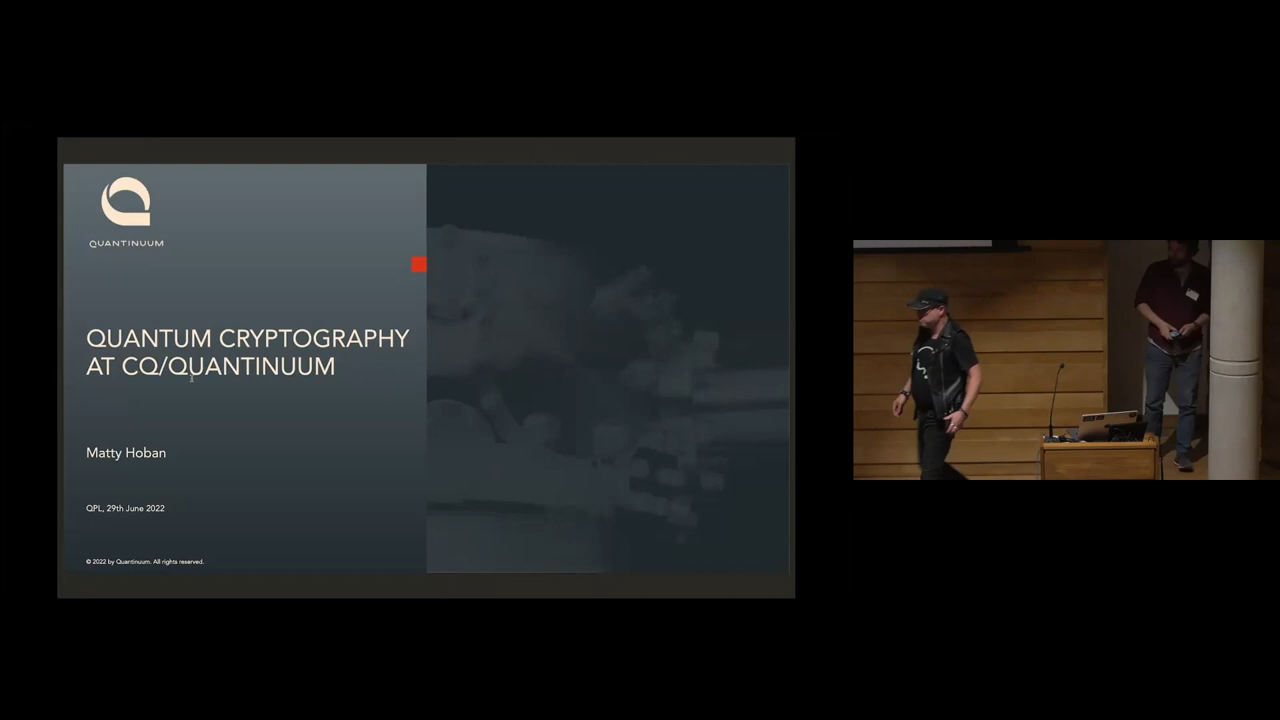 QUANTINUUM
QUANTUM CRYPTOGRAPHY
AT CQ/QUANTINUUM
Matty Hoban
QPL, 29th June 2022
© 2022 by Quantinuum. All rights reserved.